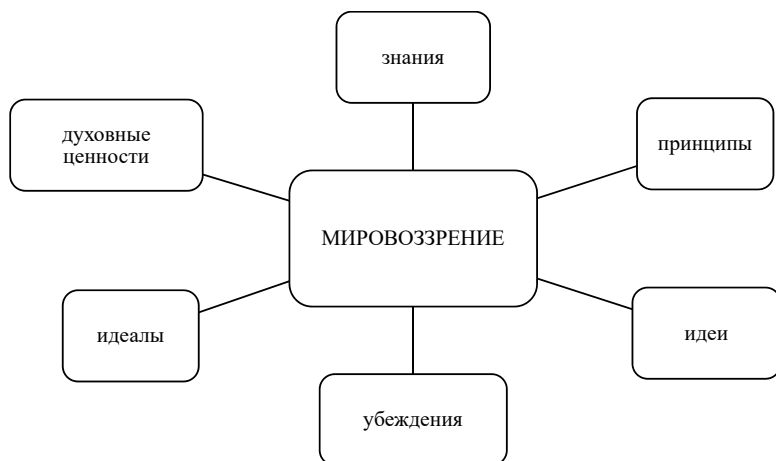 знания
духовные
ценности
принципы
МИРОВОЗЗРЕНИЕ
идеалы
идеи
убеждения